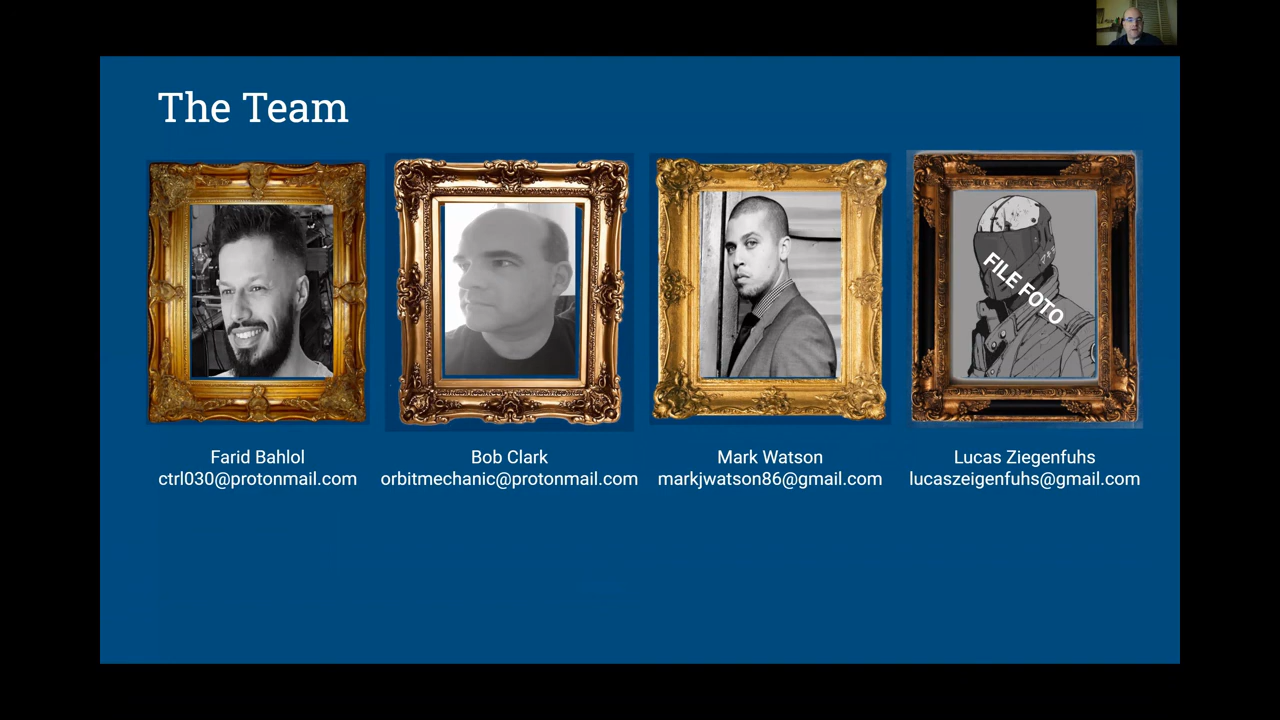 The Team
FILE FOTO
Farid Bahlol
ctrl030@protonmail.com
Bob Clark
orbitmechanic@protonmail.com
Mark Watson
markjwatson86@gmail.com
Lucas Ziegenfuhs
lucaszeigenfuhs@gmail.com